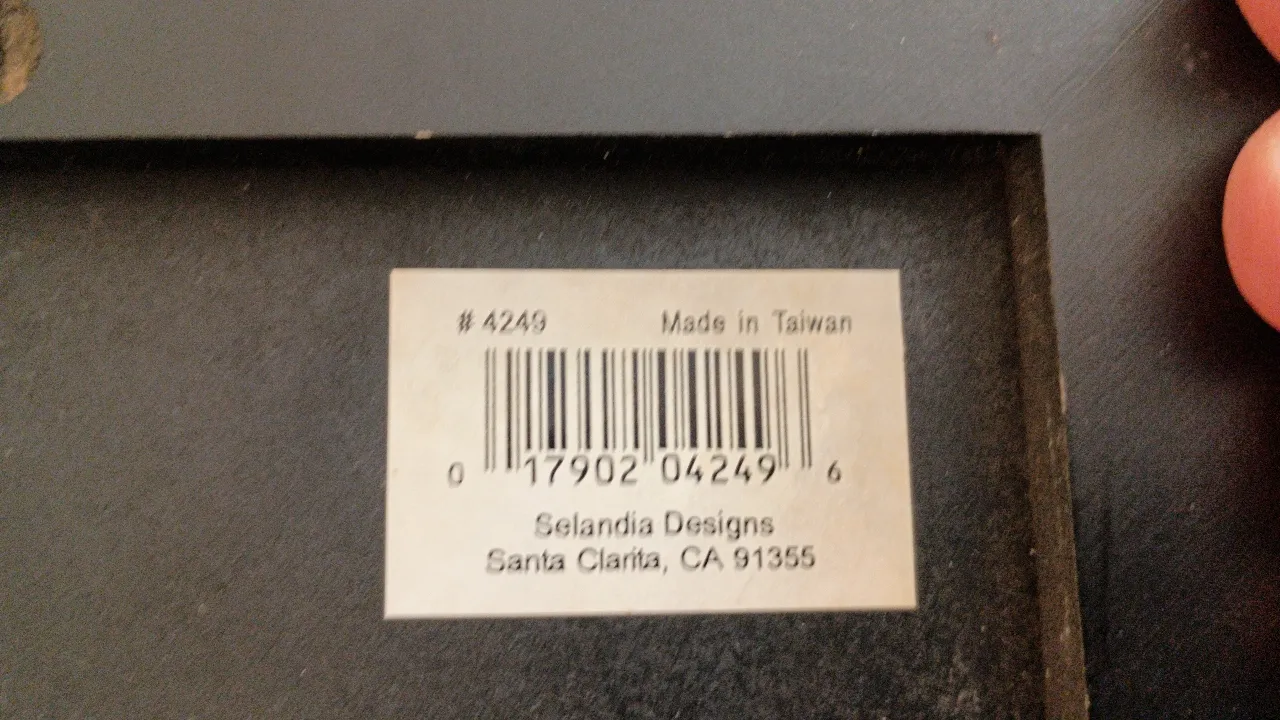 # 4249 Made in Taiwan
0 17902 04249 6
Selandia Designs
Santa Clarita, CA 91355